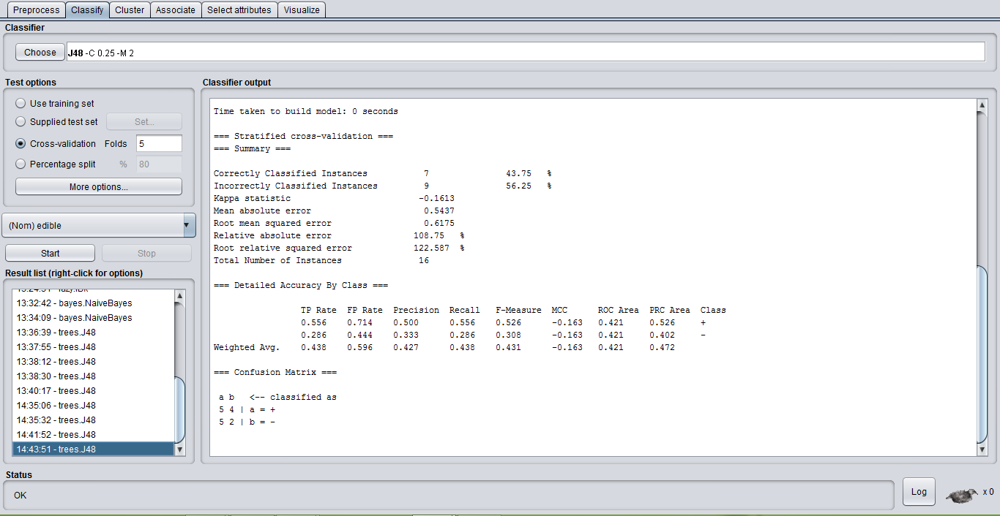 Preprocess Classify Cluster Associate Select attributes Visualize
Classifier
Choose J48 -C 0.25 -M 2
Test options
Use training set
Supplied test set Set...
Cross-validation Folds 5
Percentage split % 80
More options...
(Nom) edible
Start Stop
Result list (right-click for options)
13:32:42 - bayes.NaiveBayes
13:34:09 - bayes.NaiveBayes
13:36:39 - trees.J48
13:37:55 - trees.J48
13:38:12 - trees.J48
13:38:30 - trees.J48
13:40:17 - trees.J48
14:35:06 - trees.J48
14:35:32 - trees.J48
14:41:52 - trees.J48
14:43:51 - trees.J48
Classifier output
Time taken to build model: 0 seconds
=== Stratified cross-validation ===
=== Summary ===
Correctly Classified Instances 7 43.75 %
Incorrectly Classified Instances 9 56.25 %
Kappa statistic -0.1613
Mean absolute error 0.5437
Root mean squared error 0.6175
Relative absolute error 108.75 %
Root relative squared error 122.587 %
Total Number of Instances 16
=== Detailed Accuracy By Class ===
TP Rate FP Rate Precision Recall F-Measure MCC ROC Area PRC Area Class
0.556 0.714 0.500 0.556 0.526 -0.163 0.421 0.526 +
0.286 0.444 0.333 0.286 0.308 -0.163 0.421 0.402 -
Weighted Avg. 0.438 0.596 0.427 0.438 0.431 -0.163 0.421 0.472
=== Confusion Matrix ===
a b <-- classified as
5 4 | a = +
5 2 | b = -
Status
OK
Log
x 0